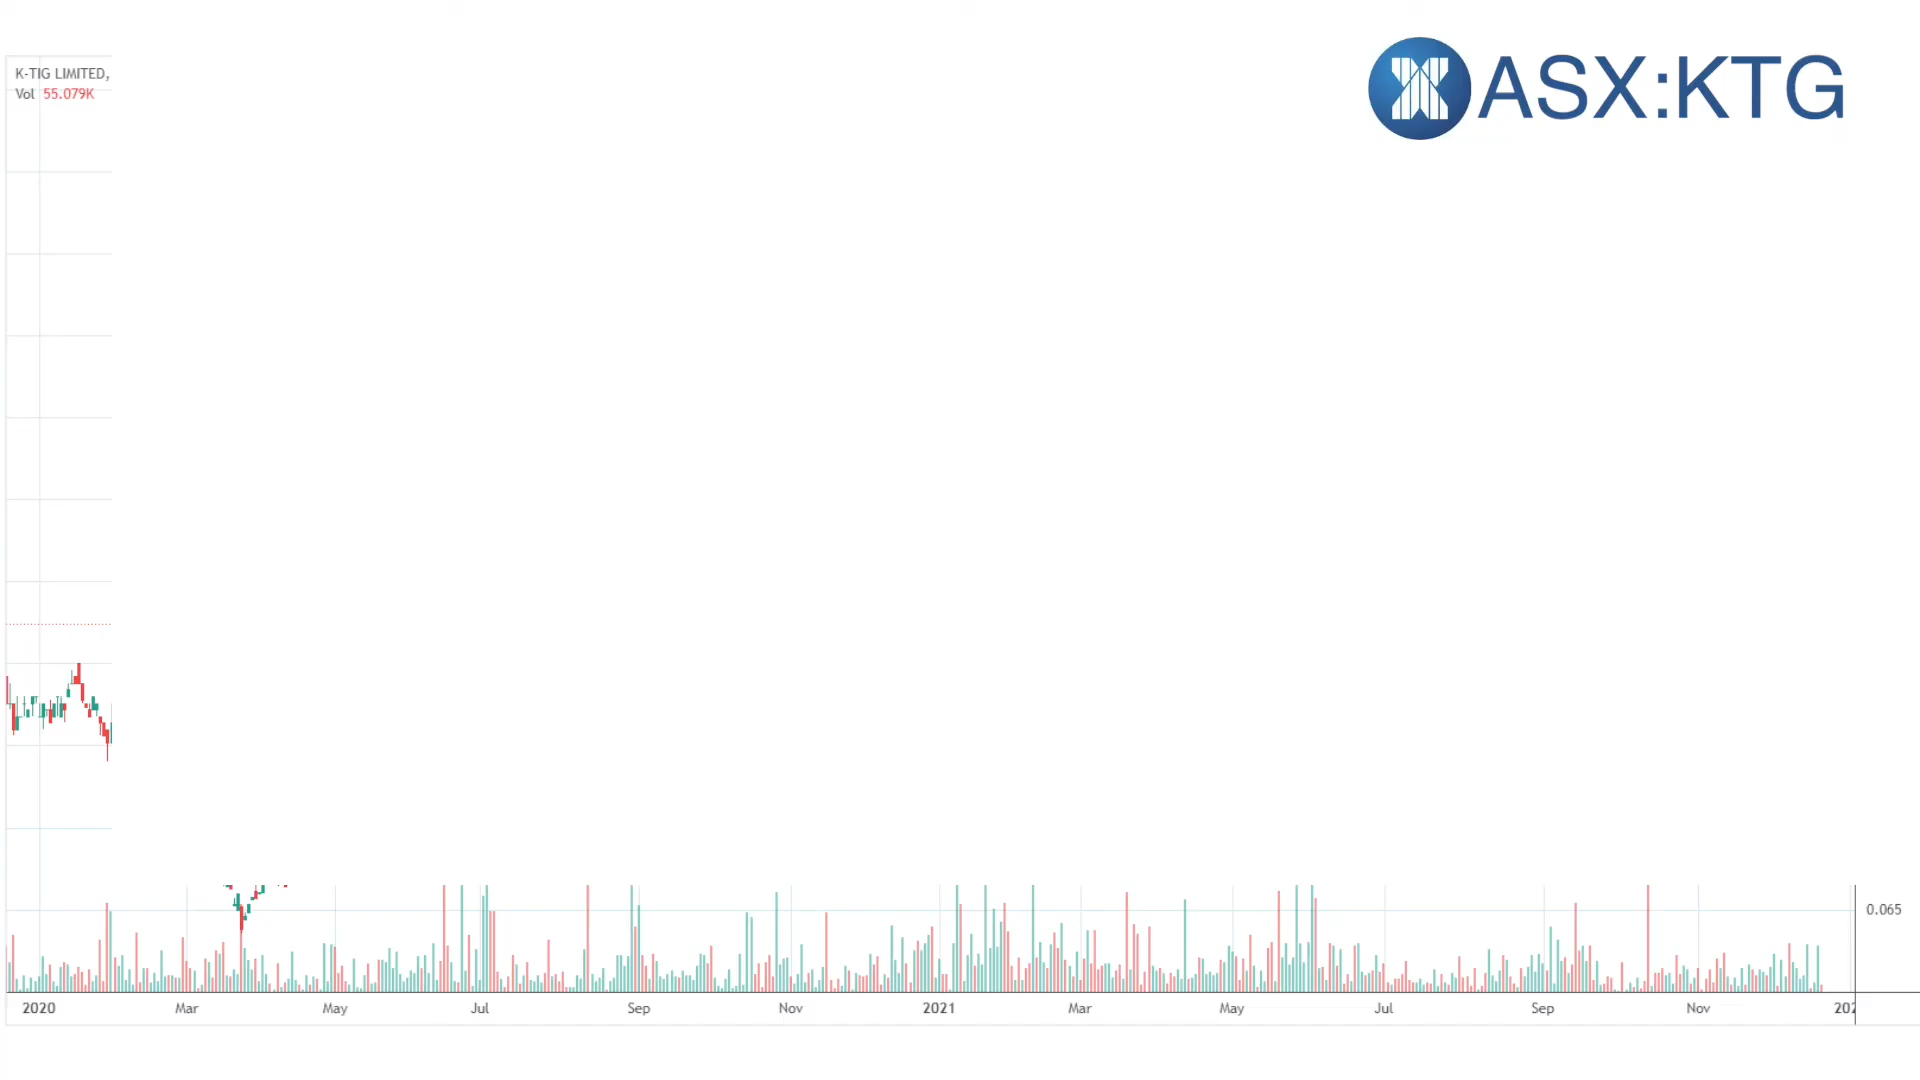 K-TIG LIMITED,
Vol 55.079K
ASX:KTG
0.065
2020 Mar May Jul Sep Nov 2021 Mar May Jul Sep Nov 202